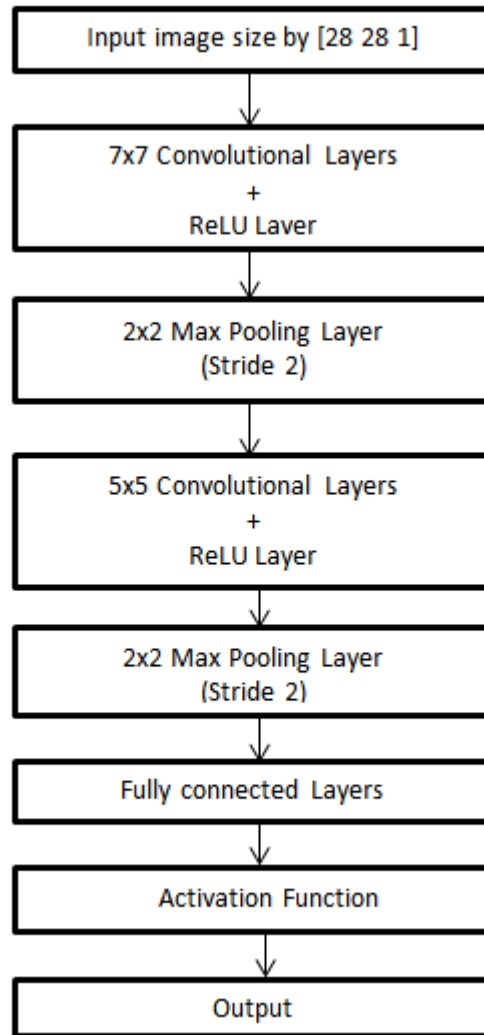 Input image size by [28 28 1]
7x7 Convolutional Layers
+
ReLU Laver
2x2 Max Pooling Layer
(Stride 2)
5x5 Convolutional Layers
+
ReLU Layer
2x2 Max Pooling Layer
(Stride 2)
Fully connected Layers
Activation Function
Output